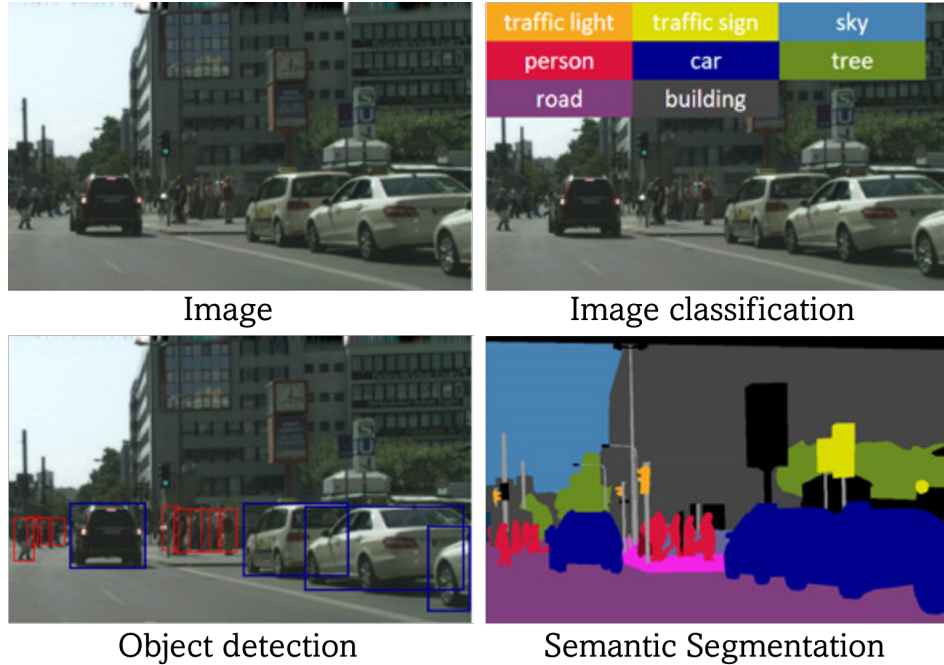 traffic light traffic sign sky
person car tree
road building
Image
Image classification
S
U
Object detection
Semantic Segmentation